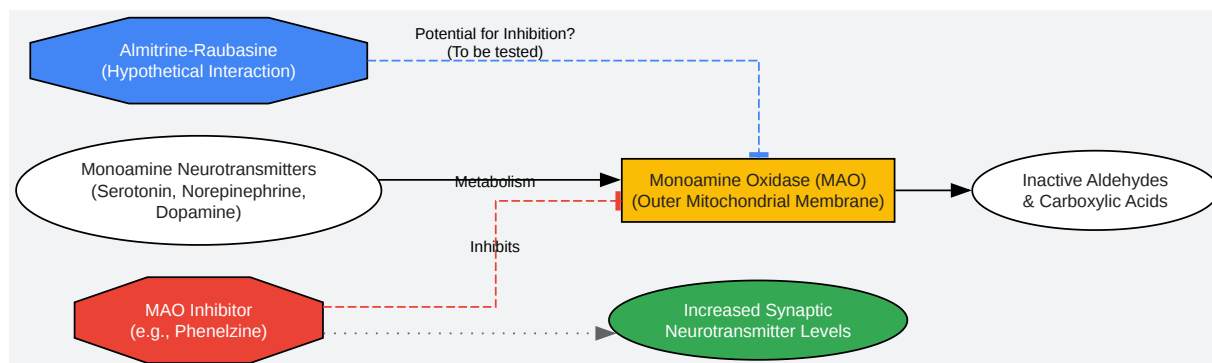 Almitrine-Raubasine
(Hypothetical Interaction)
Potential for Inhibition?
(To be tested)
Monoamine Neurotransmitters
(Serotonin, Norepinephrine,
Dopamine)
Metabolism
Monoamine Oxidase (MAO)
(Outer Mitochondrial Membrane)
Inactive Aldehydes
& Carboxylic Acids
Inhibits
MAO Inhibitor
(e.g., Phenelzine)
Increased Synaptic
Neurotransmitter Levels